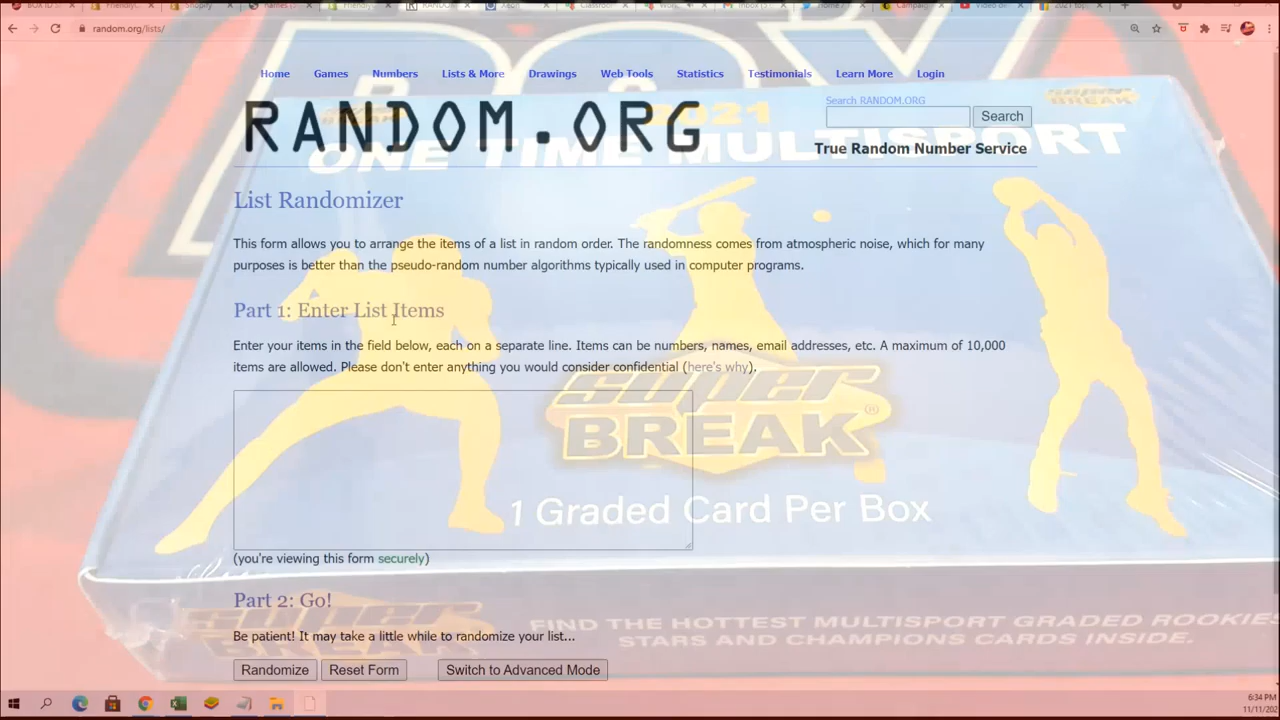 random.org/lists/
Home Games Numbers Lists & More Drawings Web Tools Statistics Testimonials Learn More Login
Search RANDOM.ORG
RANDOM.ORG
Search
True Random Number Service
2021
ONE TIME MULTISPORT
List Randomizer
This form allows you to arrange the items of a list in random order. The randomness comes from atmospheric noise, which for many
purposes is better than the pseudo-random number algorithms typically used in computer programs.
Part 1: Enter List Items
Enter your items in the field below, each on a separate line. Items can be numbers, names, email addresses, etc. A maximum of 10,000
items are allowed. Please don't enter anything you would consider confidential (here's why).
super
BREAK®
1 Graded Card Per Box
(you're viewing this form securely)
Part 2: Go!
super
BREAK
FIND THE HOTTEST MULTISPORT GRADED ROOKIE
STARS AND CHAMPIONS CARDS INSIDE.
Be patient! It may take a little while to randomize your list...
Randomize Reset Form Switch to Advanced Mode
6:34 PM
11/11/202